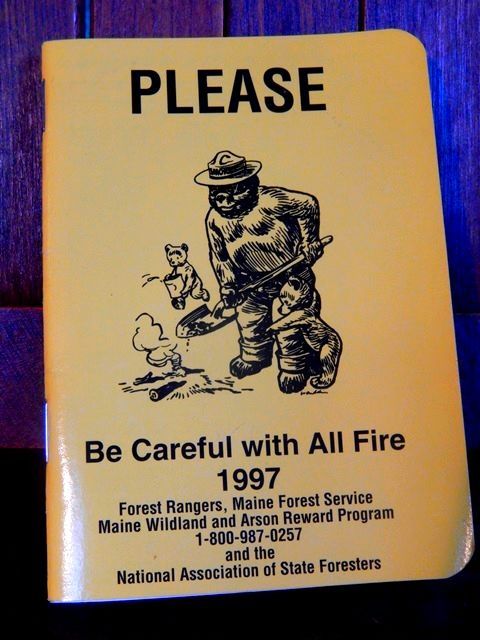 PLEASE
Be Careful with All Fire
1997
Forest Rangers, Maine Forest Service
Maine Wildland and Arson Reward Program
1-800-987-0257
and the
National Association of State Foresters